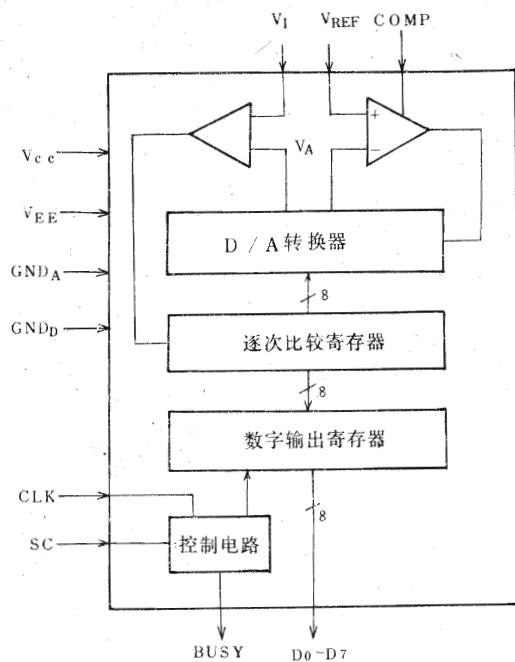 VI VREF COMP
+
VA
−
Vcc
VEE
D / A转换器
GNDA
8
GNDD
逐次比较寄存器
8
数字输出寄存器
CLK
8
SC
控制电路
BUSY D0-D7